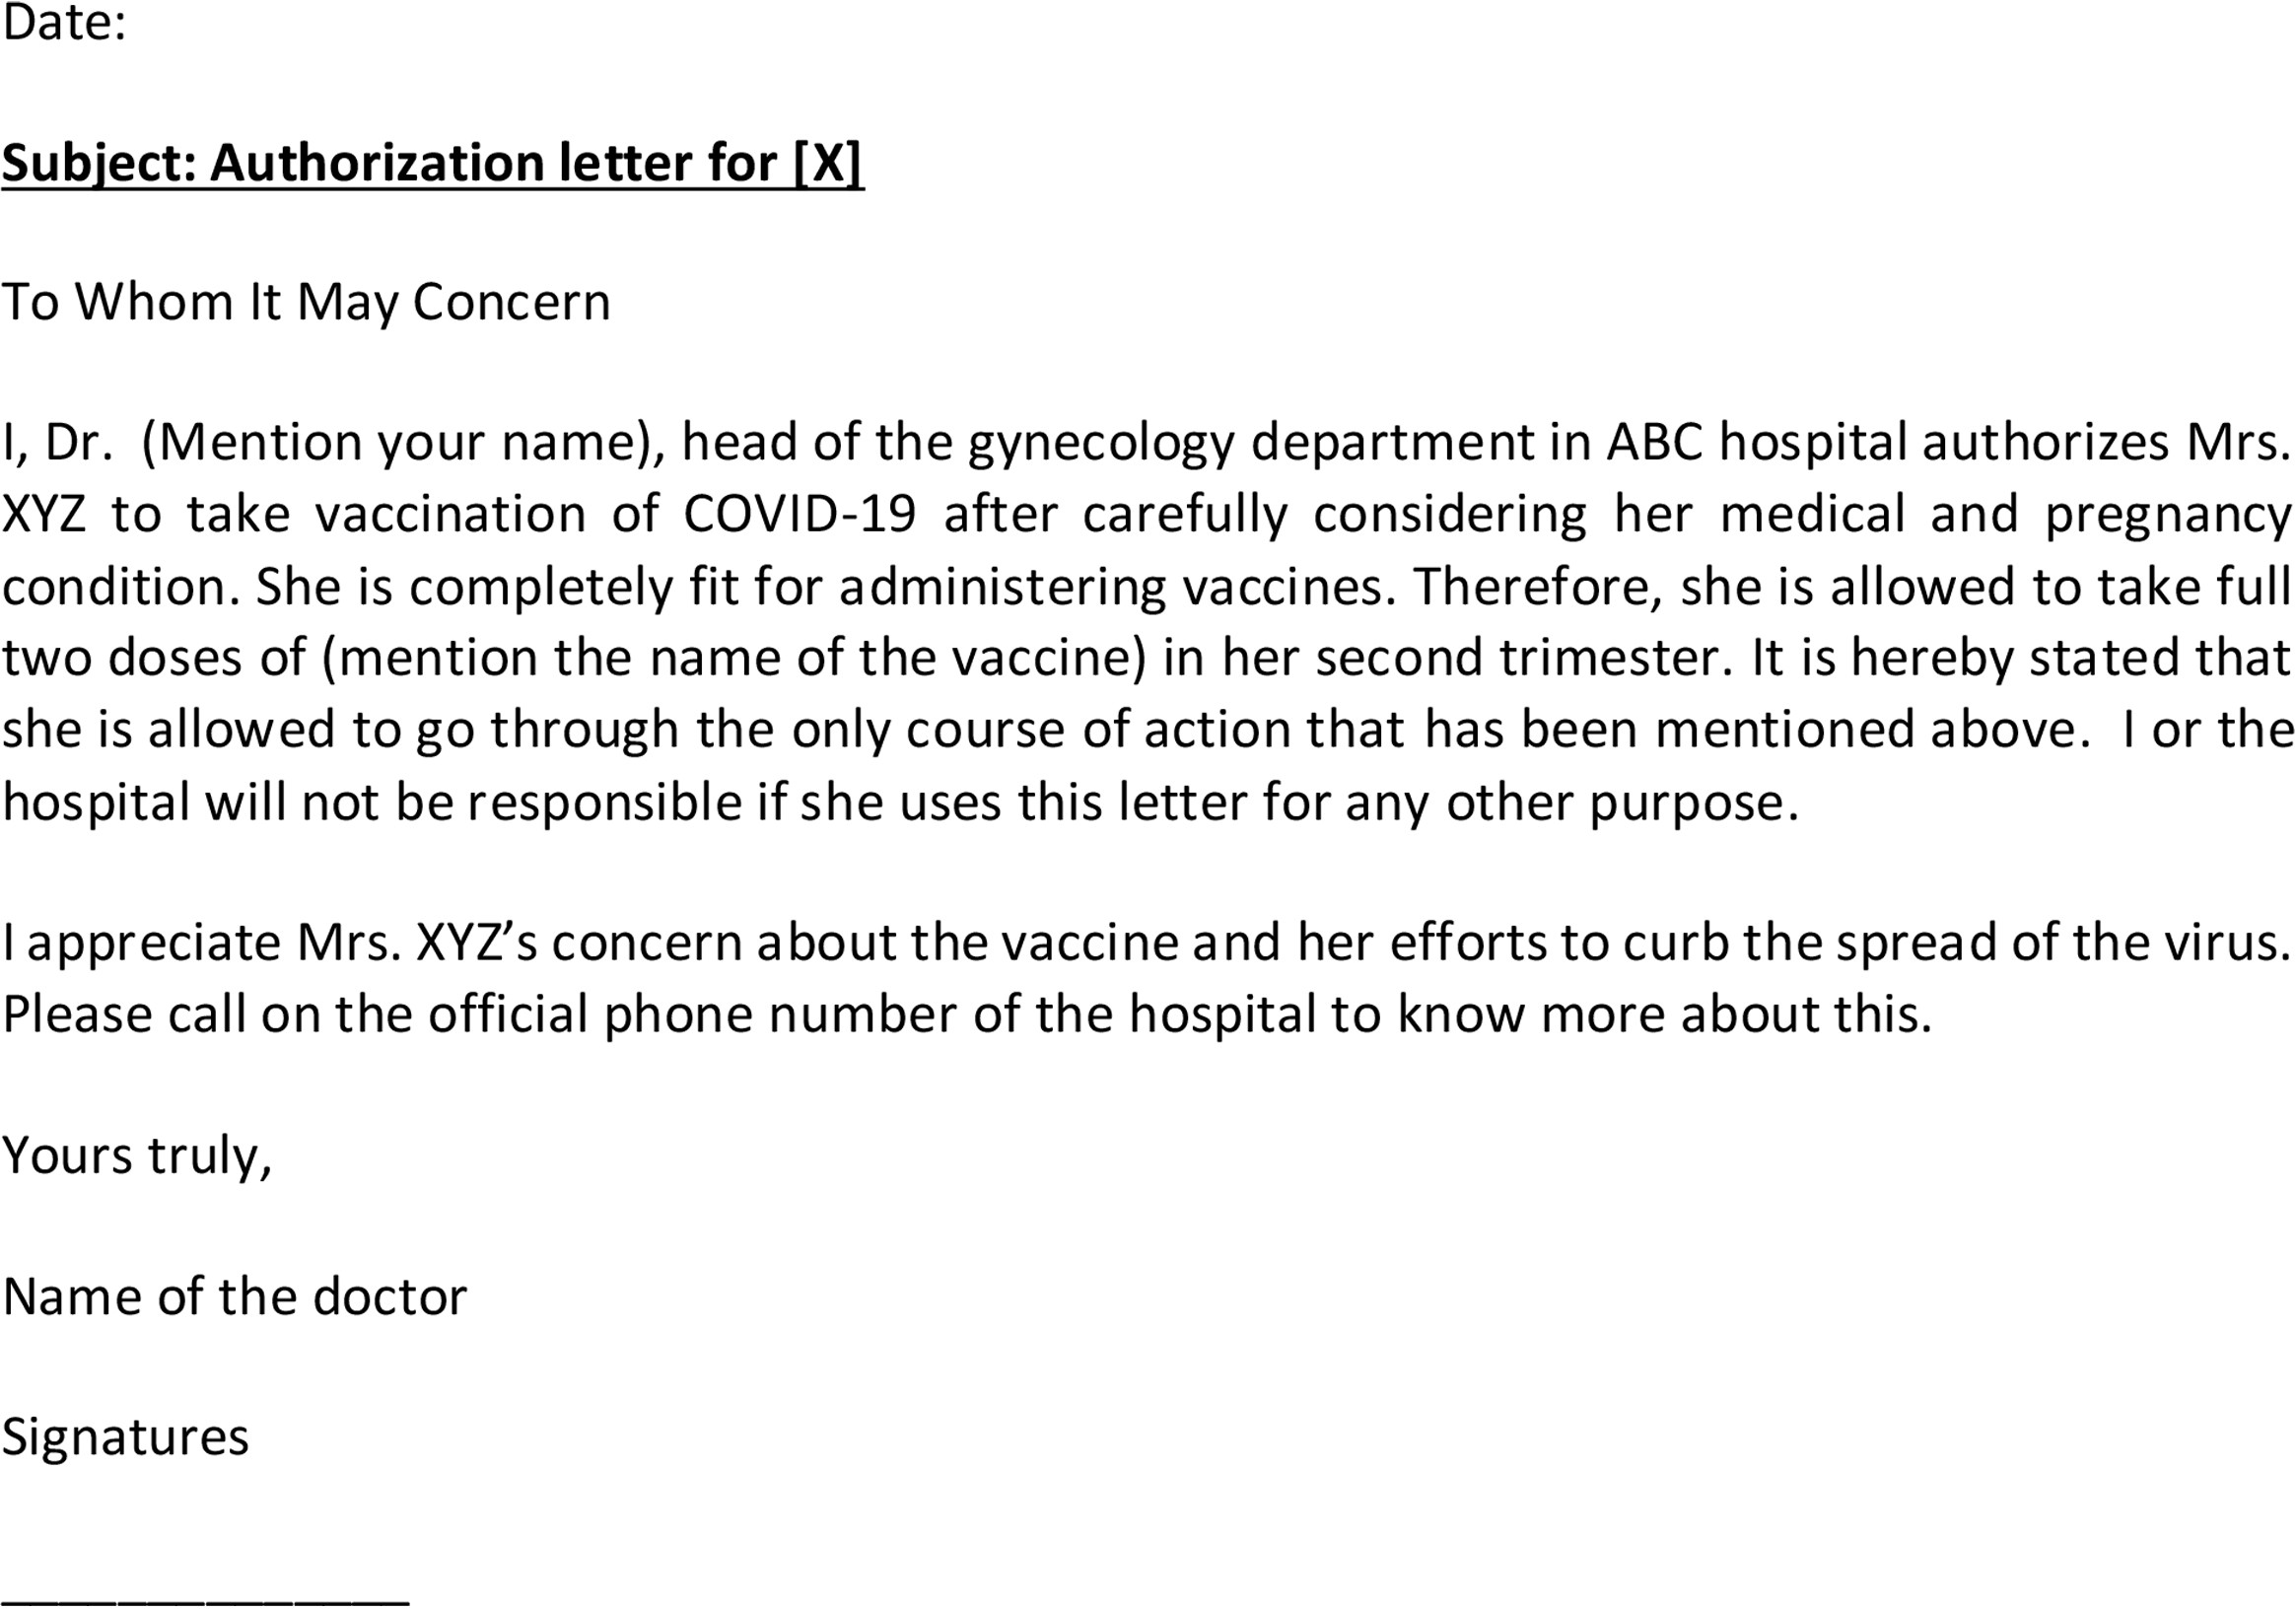 Date:
Subject: Authorization letter for [X]
To Whom It May Concern
I, Dr.  (Mention your name), head of the gynecology department in ABC hospital authorizes Mrs.
XYZ to take vaccination of COVID-19 after carefully considering her medical and pregnancy
condition. She is completely fit for administering vaccines. Therefore, she is allowed to take full
two doses of (mention the name of the vaccine) in her second trimester. It is hereby stated that
she is allowed to go through the only course of action that has been mentioned above.  I or the
hospital will not be responsible if she uses this letter for any other purpose.
I appreciate Mrs. XYZ’s concern about the vaccine and her efforts to curb the spread of the virus.
Please call on the official phone number of the hospital to know more about this.
Yours truly,
Name of the doctor
Signatures
______________